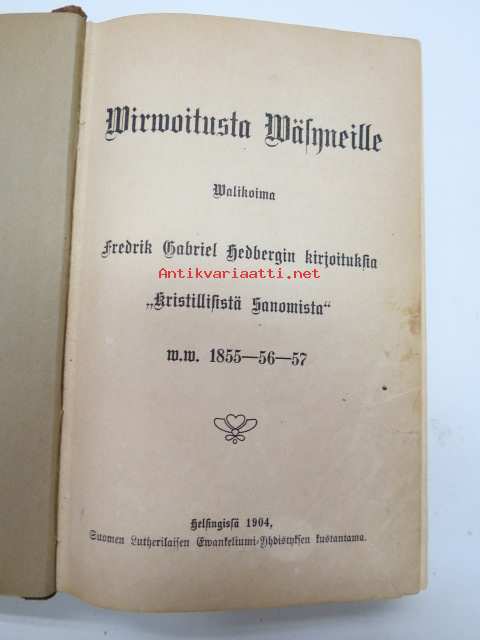 Wirwoitusta Wäsyneille
Walikoima
Fredrik Gabriel Hedbergin kirjoituksia
Antikvariaatti.net
„Kristillisistä Sanomista“
w.w. 1855—56—57
Helsingissä 1904,
Suomen Lutherilaisen Ewankeliumi-Yhdistyksen kustantama.